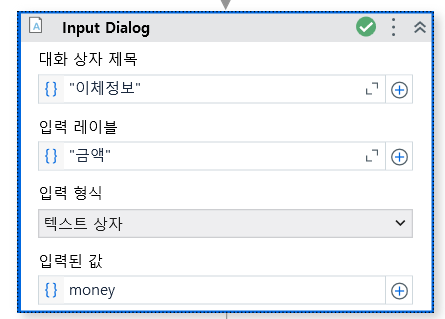 Input Dialog
대화 상자 제목
{} "이체정보"
입력 레이블
{} "금액"
입력 형식
텍스트 상자
입력된 값
{} money